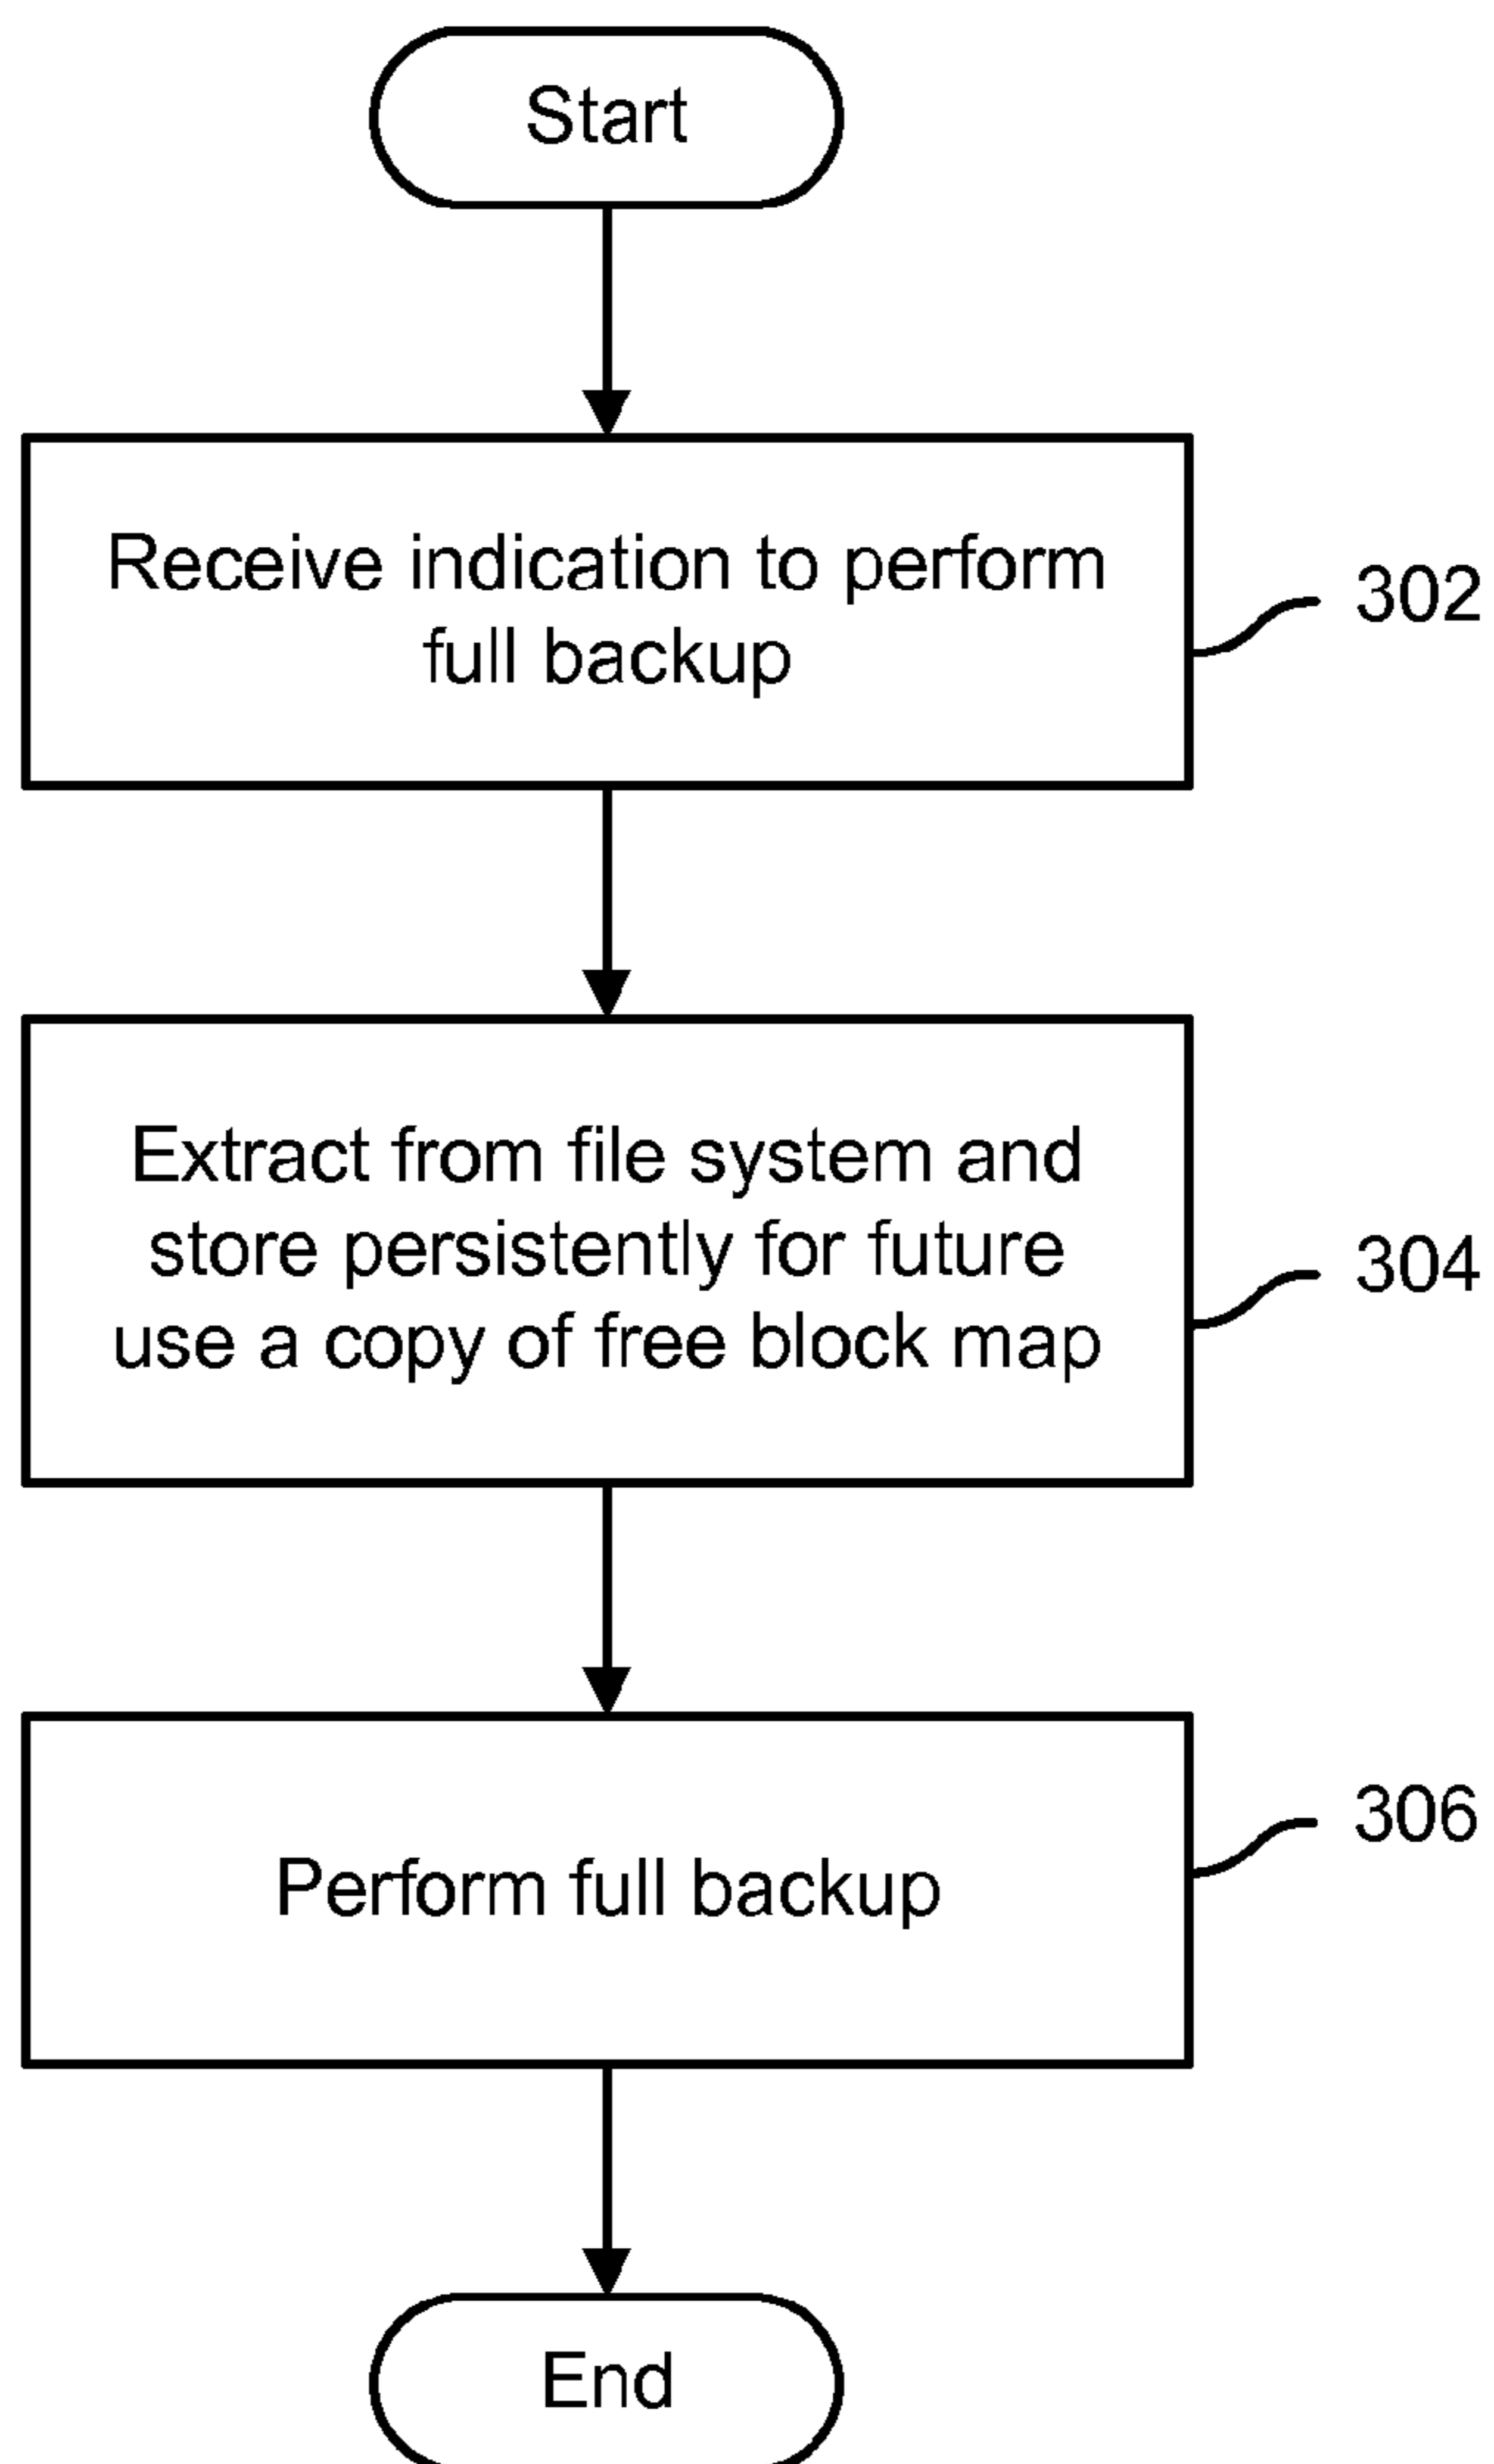 Start
Receive indication to perform
full backup
302
Extract from file system and
store persistently for future
use a copy of free block map
304
Perform full backup
306
End